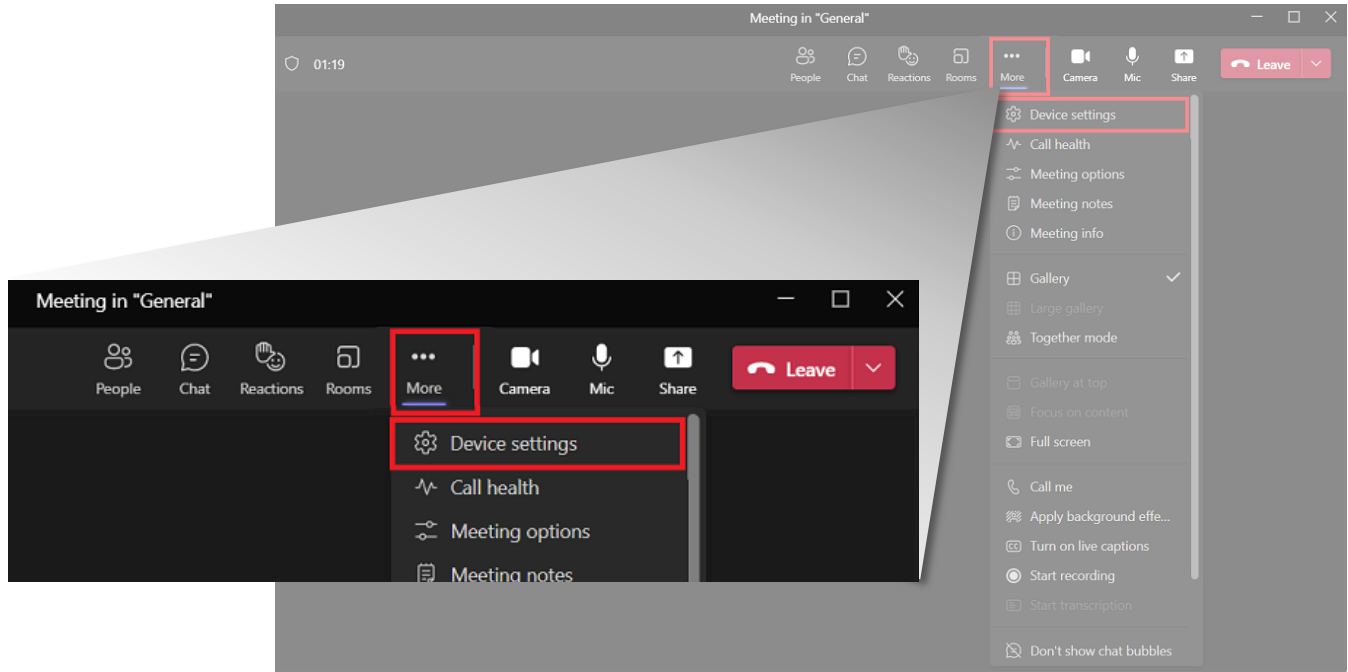 Meeting in "General"
01:19
People Chat Reactions Rooms More Camera Mic Share Leave
Device settings
Call health
Meeting options
Meeting notes
Meeting info
Gallery
Large gallery
Together mode
Gallery at top
Focus on content
Full screen
Call me
Apply background effe...
CC Turn on live captions
Start recording
Start transcription
Don't show chat bubbles
Meeting in "General"
People Chat Reactions Rooms More Camera Mic Share Leave
Device settings
Call health
Meeting options
Meeting notes